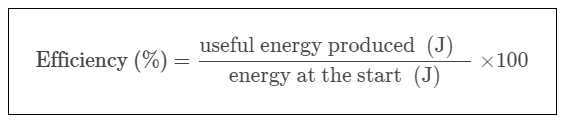 Efficiency (%) = useful energy produced (J) / energy at the start (J) ×100